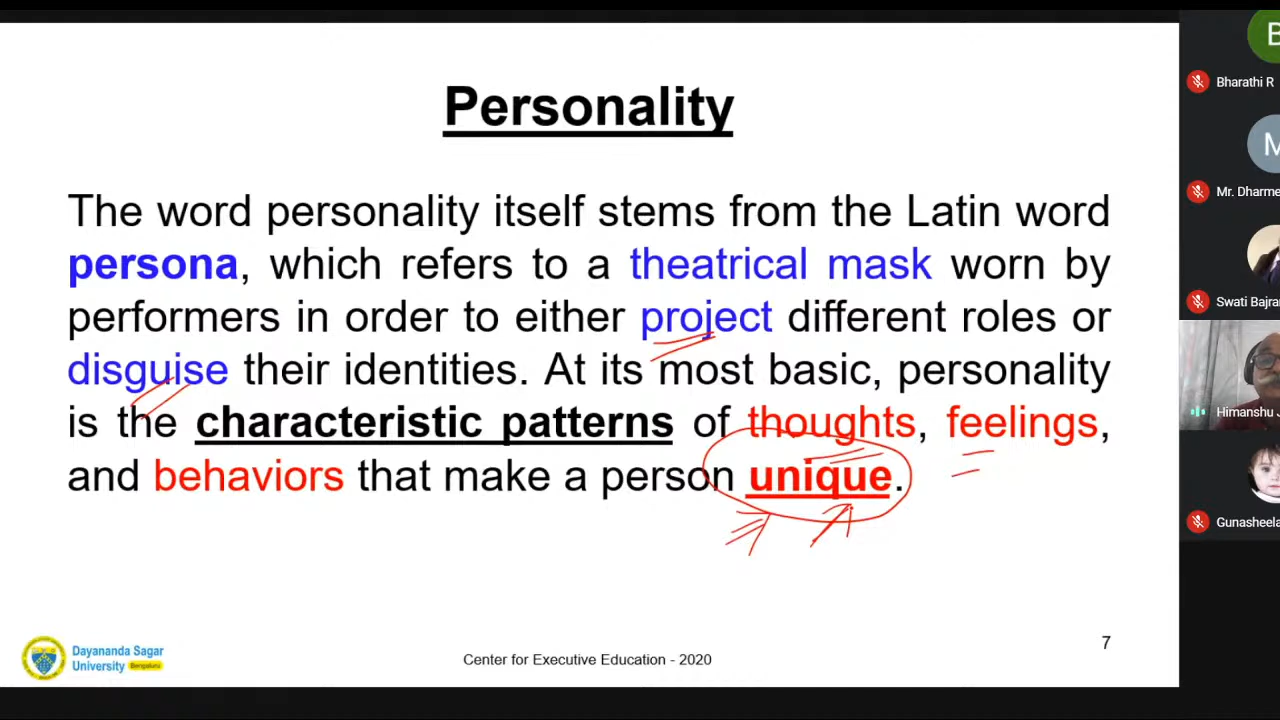 Personality
The word personality itself stems from the Latin word
persona, which refers to a theatrical mask worn by
performers in order to either project different roles or
disguise their identities. At its most basic, personality
is the characteristic patterns of thoughts, feelings,
and behaviors that make a person unique.
Dayananda Sagar
University Bengaluru
Center for Executive Education - 2020
7
B
Bharathi R
M
Mr. Dharme
Swati Bajra
Himanshu J
Gunasheela